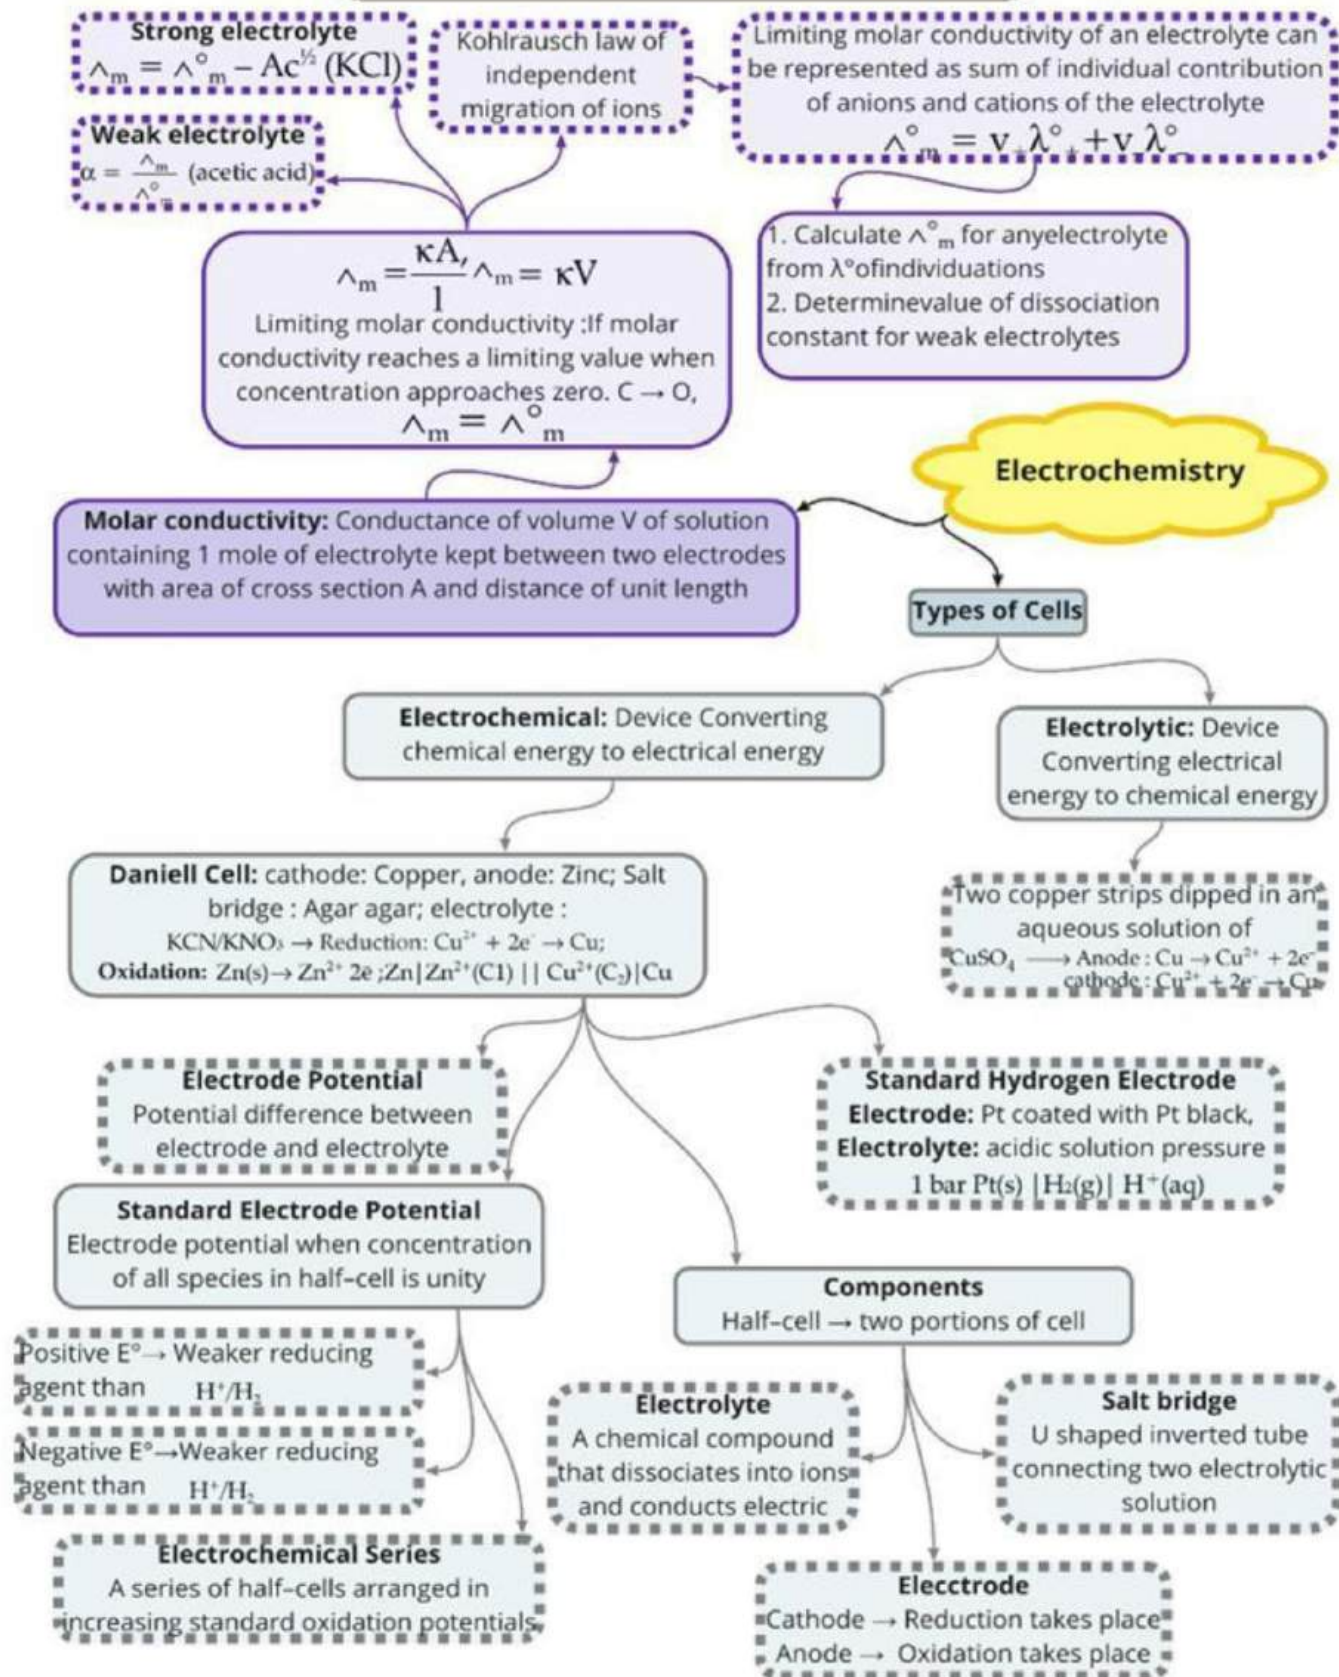 Strong electrolyte
∧m = ∧°m – Ac½ (KCl)
Kohlrausch law of
independent
migration of ions
Limiting molar conductivity of an electrolyte can
be represented as sum of individual contribution
of anions and cations of the electrolyte
∧°m = v₊λ°₊+v₋λ°₋
Weak electrolyte
α = ∧m / ∧°m (acetic acid)
1. Calculate ∧°m for anyelectrolyte
from λ°ofindividuations
2. Determinevalue of dissociation
constant for weak electrolytes
∧m = κA/l, ∧m = κV
Limiting molar conductivity :If molar
conductivity reaches a limiting value when
concentration approaches zero. C → O,
∧m = ∧°m
Electrochemistry
Molar conductivity: Conductance of volume V of solution
containing 1 mole of electrolyte kept between two electrodes
with area of cross section A and distance of unit length
Types of Cells
Electrochemical: Device Converting
chemical energy to electrical energy
Electrolytic: Device
Converting electrical
energy to chemical energy
Daniell Cell: cathode: Copper, anode: Zinc; Salt
bridge : Agar agar; electrolyte :
KCN/KNO₃ → Reduction: Cu²⁺ + 2e⁻ → Cu;
Oxidation: Zn(s)→ Zn²⁺ 2e ;Zn|Zn²⁺(C1) || Cu²⁺(C₂)|Cu
Two copper strips dipped in an
aqueous solution of
CuSO₄ ⟶ Anode : Cu → Cu²⁺ + 2e⁻
cathode : Cu²⁺ + 2e⁻ → Cu
Electrode Potential
Potential difference between
electrode and electrolyte
Standard Hydrogen Electrode
Electrode: Pt coated with Pt black,
Electrolyte: acidic solution pressure
1 bar Pt(s) |H₂(g)| H⁺(aq)
Standard Electrode Potential
Electrode potential when concentration
of all species in half–cell is unity
Components
Half–cell → two portions of cell
Positive E°→ Weaker reducing
agent than H⁺/H₂
Negative E°→Weaker reducing
agent than H⁺/H₂
Electrolyte
A chemical compound
that dissociates into ions
and conducts electric
Salt bridge
U shaped inverted tube
connecting two electrolytic
solution
Electrochemical Series
A series of half–cells arranged in
increasing standard oxidation potentials
Elecctrode
Cathode → Reduction takes place
Anode → Oxidation takes place